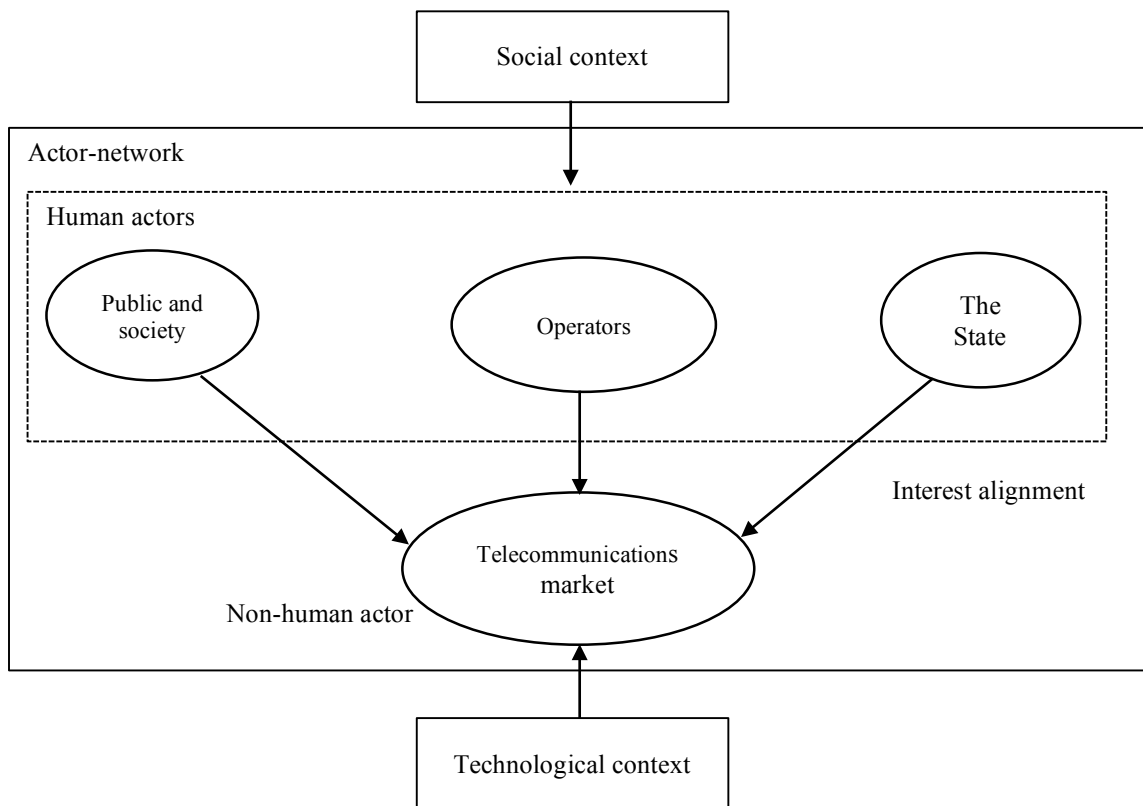 Social context
Actor-network
Human actors
Public and
society
Operators
The
State
Interest alignment
Telecommunications
market
Non-human actor
Technological context